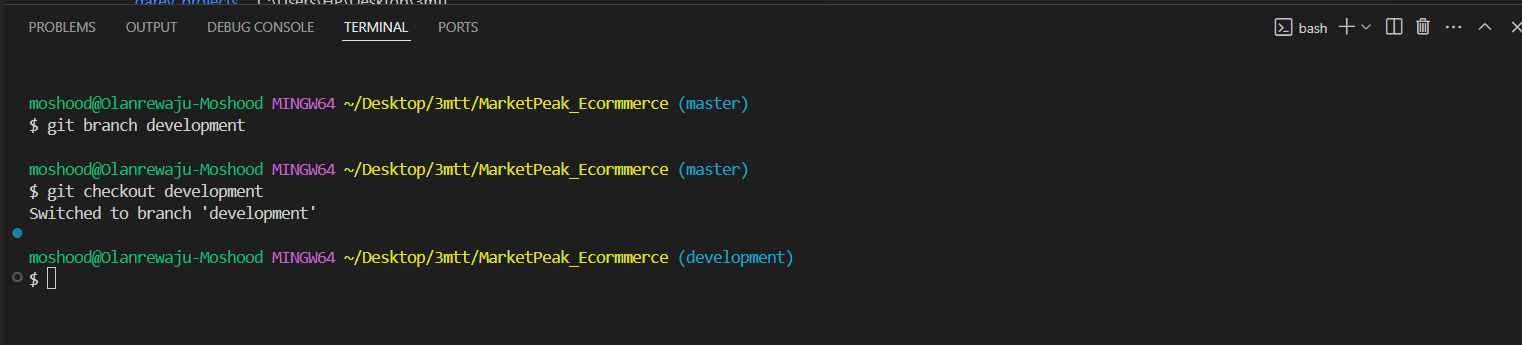 PROBLEMS OUTPUT DEBUG CONSOLE TERMINAL PORTS bash
moshood@Olanrewaju-Moshood MINGW64 ~/Desktop/3mtt/MarketPeak_Ecormmerce (master)
$ git branch development
moshood@Olanrewaju-Moshood MINGW64 ~/Desktop/3mtt/MarketPeak_Ecormmerce (master)
$ git checkout development
Switched to branch 'development'
moshood@Olanrewaju-Moshood MINGW64 ~/Desktop/3mtt/MarketPeak_Ecormmerce (development)
$